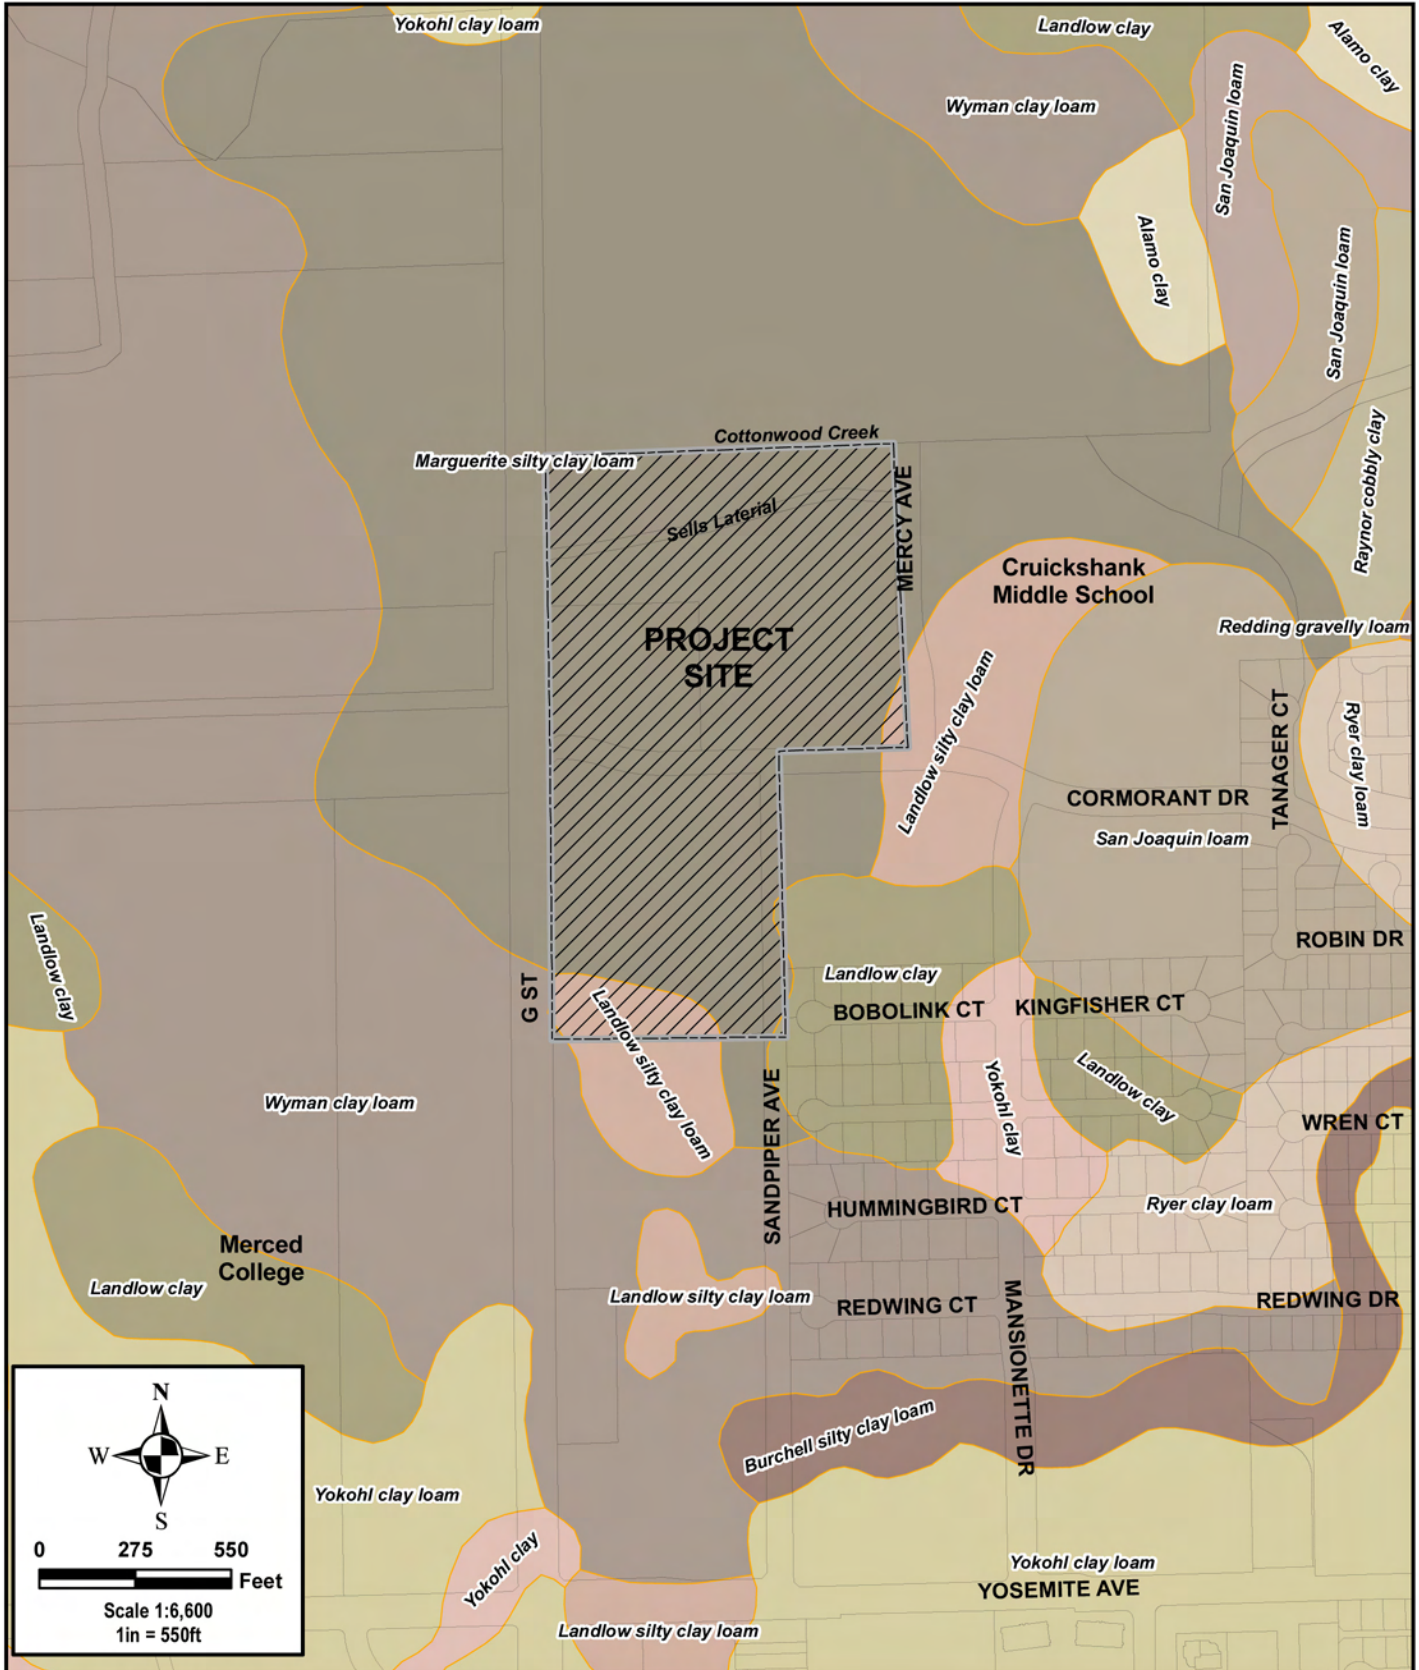 Yokohl clay loam
Landlow clay
Alamo clay
Wyman clay loam
San Joaquin loam
Alamo clay
San Joaquin loam
Cottonwood Creek
Marguerite silty clay loam
Raynor cobbly clay
MERCY AVE
Sells Laterial
Cruickshank
Middle School
Redding gravelly loam
PROJECT
SITE
Landlow silty clay loam
TANAGER CT
Ryer clay loam
CORMORANT DR
San Joaquin loam
Landlow clay
ROBIN DR
Landlow clay
G ST
BOBOLINK CT
KINGFISHER CT
Landlow silty clay loam
Wyman clay loam
Yokohl clay
Landlow clay
WREN CT
SANDPIPER AVE
HUMMINGBIRD CT
Ryer clay loam
Merced
College
Landlow clay
Landlow silty clay loam
REDWING CT
MANSIONETTE DR
REDWING DR
Burchell silty clay loam
N
W
E
S
Yokohl clay loam
0 275 550
Feet
Scale 1:6,600
1in = 550ft
Yokohl clay
Yokohl clay loam
YOSEMITE AVE
Landlow silty clay loam